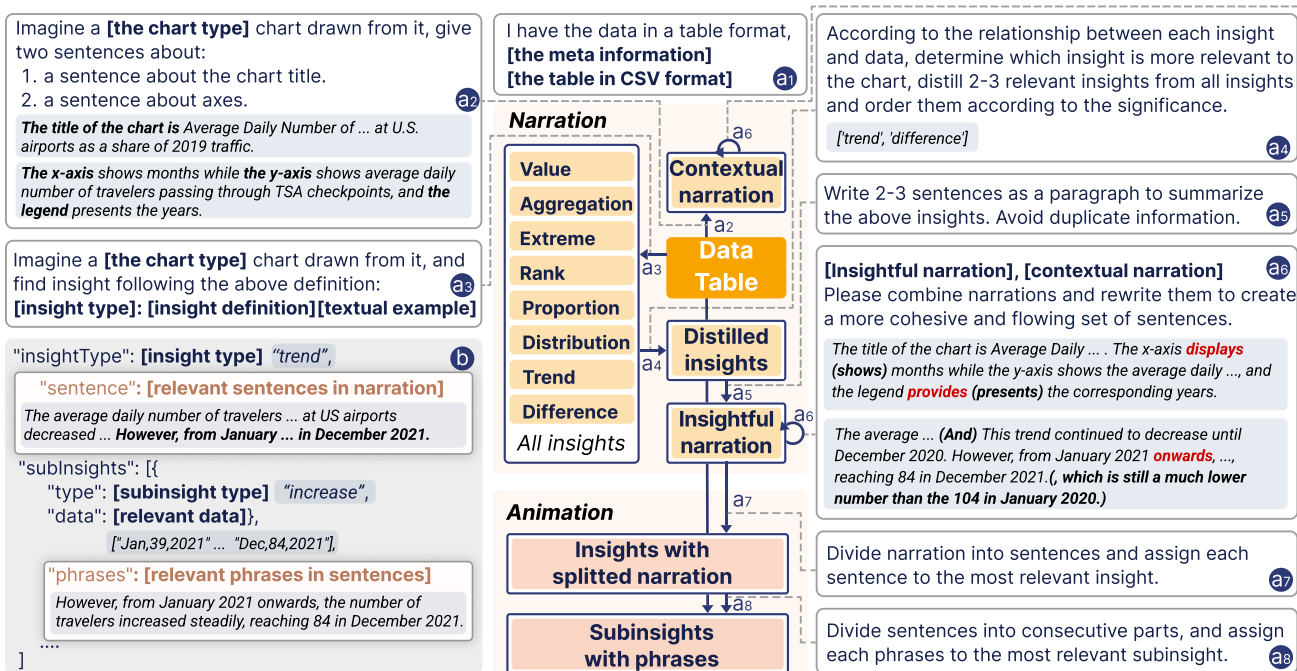 Imagine a [the chart type] chart drawn from it, give
two sentences about:
1. a sentence about the chart title.
2. a sentence about axes.
a2
The title of the chart is Average Daily Number of ... at U.S.
airports as a share of 2019 traffic.
The x-axis shows months while the y-axis shows average daily
number of travelers passing through TSA checkpoints, and the
legend presents the years.
Imagine a [the chart type] chart drawn from it, and
find insight following the above definition:
a3
[insight type]: [insight definition][textual example]
"insightType": [insight type] “trend”,
b
"sentence": [relevant sentences in narration]
The average daily number of travelers ... at US airports
decreased ... However, from January ... in December 2021.
"subInsights": [{
"type": [subinsight type] “increase”,
"data": [relevant data]},
["Jan,39,2021" ... "Dec,84,2021"],
"phrases": [relevant phrases in sentences]
However, from January 2021 onwards, the number of
travelers increased steadily, reaching 84 in December 2021.
....
]
I have the data in a table format,
[the meta information]
[the table in CSV format]
a1
Narration
Value
Aggregation
Extreme
Rank
Proportion
Distribution
Trend
Difference
All insights
a6
Contextual
narration
a2
a3
Data
Table
a4
Distilled
insights
a5
Insightful
narration
a6
a7
Animation
Insights with
splitted narration
a8
Subinsights
with phrases
According to the relationship between each insight
and data, determine which insight is more relevant to
the chart, distill 2-3 relevant insights from all insights
and order them according to the significance.
['trend', 'difference']
a4
Write 2-3 sentences as a paragraph to summarize
the above insights. Avoid duplicate information.
a5
[Insightful narration], [contextual narration]
a6
Please combine narrations and rewrite them to create
a more cohesive and flowing set of sentences.
The title of the chart is Average Daily ... . The x-axis displays
(shows) months while the y-axis shows the average daily ..., and
the legend provides (presents) the corresponding years.
The average ... (And) This trend continued to decrease until
December 2020. However, from January 2021 onwards, ...,
reaching 84 in December 2021.(, which is still a much lower
number than the 104 in January 2020.)
Divide narration into sentences and assign each
sentence to the most relevant insight.
a7
Divide sentences into consecutive parts, and assign
each phrases to the most relevant subinsight.
a8